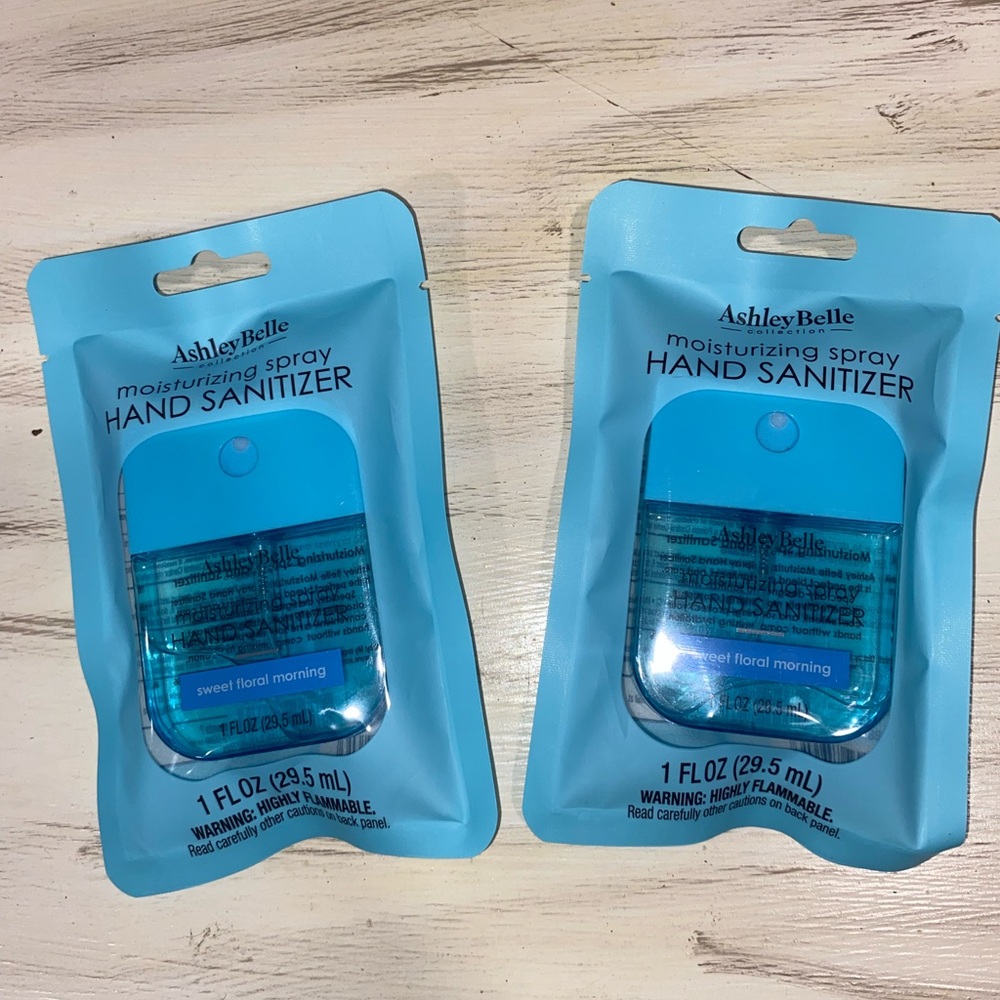 AshleyBelle
collection
moisturizing spray
HAND SANITIZER
AshleyBelle
moisturizing spray
HAND SANITIZER
sweet floral morning
1 FL OZ (29.5 mL)
1 FL OZ (29.5 mL)
WARNING: HIGHLY FLAMMABLE.
Read carefully other cautions on back panel.
AshleyBelle
collection
moisturizing spray
HAND SANITIZER
AshleyBelle
moisturizing spray
HAND SANITIZER
sweet floral morning
1 FL OZ (29.5 mL)
1 FL OZ (29.5 mL)
WARNING: HIGHLY FLAMMABLE.
Read carefully other cautions on back panel.